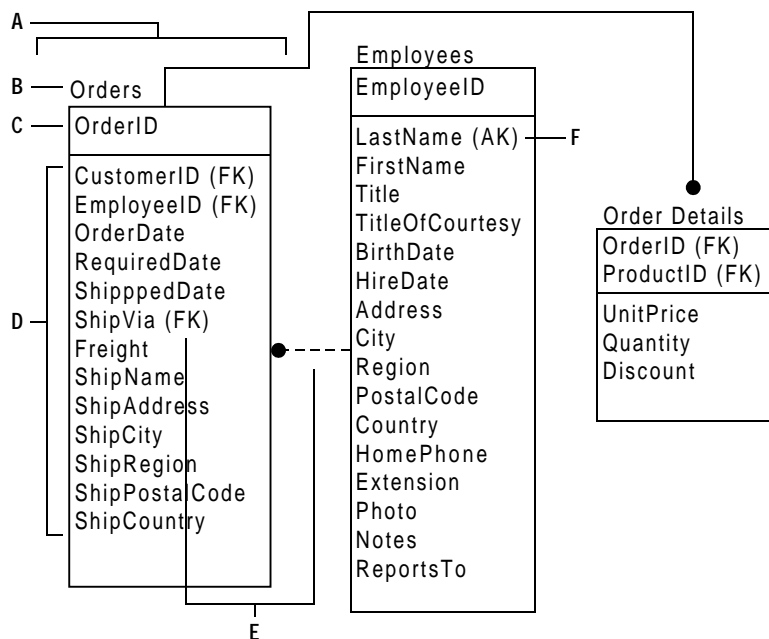 A
B
Orders
C
OrderID
D
CustomerID (FK)
EmployeeID (FK)
OrderDate
RequiredDate
ShipppedDate
ShipVia (FK)
Freight
ShipName
ShipAddress
ShipCity
ShipRegion
ShipPostalCode
ShipCountry
E
Employees
EmployeeID
LastName (AK)
F
FirstName
Title
TitleOfCourtesy
BirthDate
HireDate
Address
City
Region
PostalCode
Country
HomePhone
Extension
Photo
Notes
ReportsTo
Order Details
OrderID (FK)
ProductID (FK)
UnitPrice
Quantity
Discount